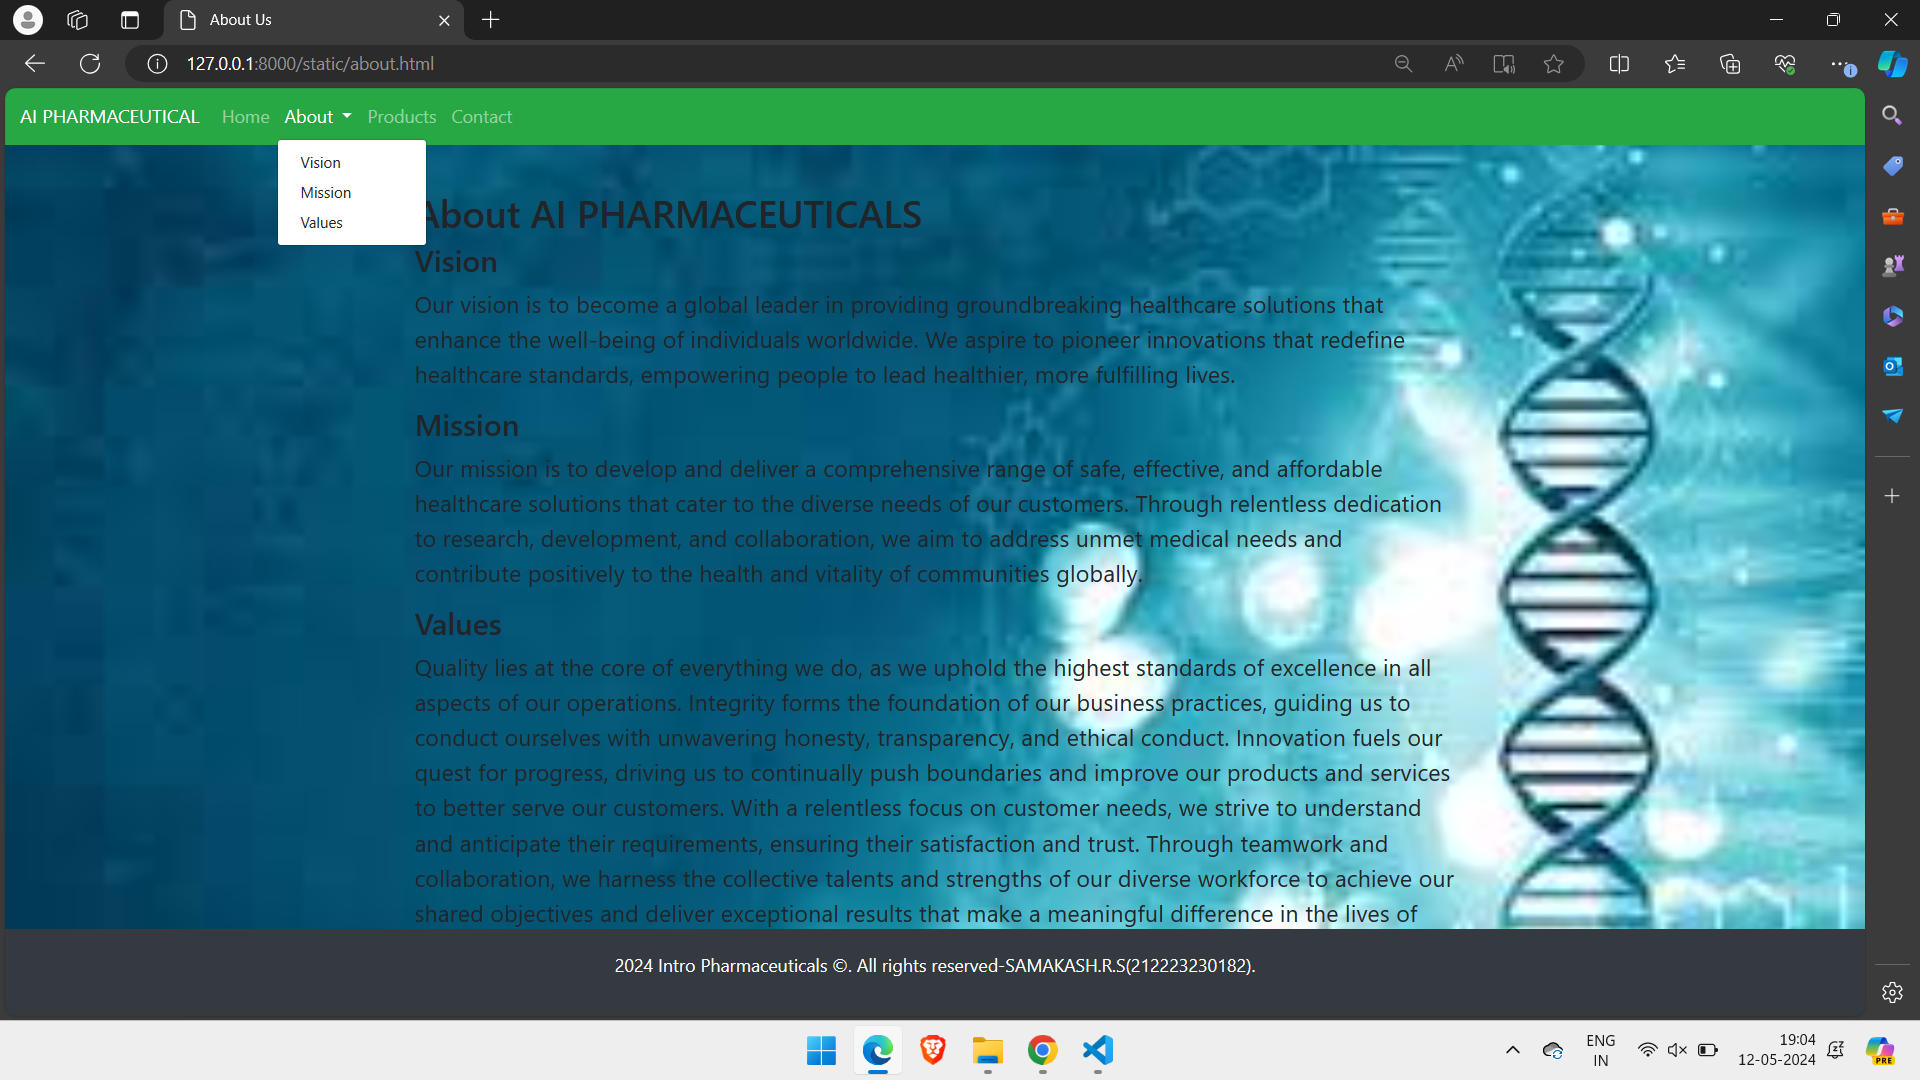 About Us
127.0.0.1:8000/static/about.html
AI PHARMACEUTICAL Home About Products Contact
Vision
Mission
Values
About AI PHARMACEUTICALS
Vision
Our vision is to become a global leader in providing groundbreaking healthcare solutions that
enhance the well-being of individuals worldwide. We aspire to pioneer innovations that redefine
healthcare standards, empowering people to lead healthier, more fulfilling lives.
Mission
Our mission is to develop and deliver a comprehensive range of safe, effective, and affordable
healthcare solutions that cater to the diverse needs of our customers. Through relentless dedication
to research, development, and collaboration, we aim to address unmet medical needs and
contribute positively to the health and vitality of communities globally.
Values
Quality lies at the core of everything we do, as we uphold the highest standards of excellence in all
aspects of our operations. Integrity forms the foundation of our business practices, guiding us to
conduct ourselves with unwavering honesty, transparency, and ethical conduct. Innovation fuels our
quest for progress, driving us to continually push boundaries and improve our products and services
to better serve our customers. With a relentless focus on customer needs, we strive to understand
and anticipate their requirements, ensuring their satisfaction and trust. Through teamwork and
collaboration, we harness the collective talents and strengths of our diverse workforce to achieve our
shared objectives and deliver exceptional results that make a meaningful difference in the lives of
2024 Intro Pharmaceuticals ©. All rights reserved-SAMAKASH.R.S(212223230182).
ENG
IN
19:04
12-05-2024
PRE